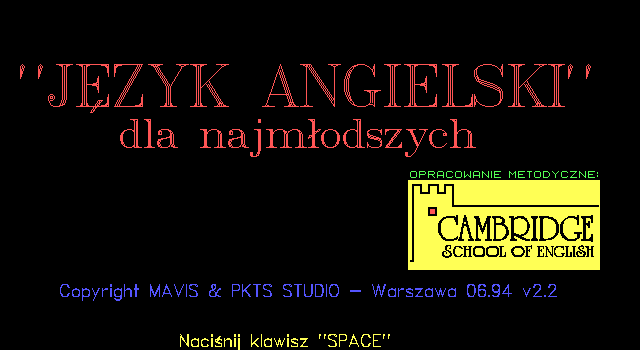 "JĘZYK ANGIELSKI"
dla najmłodszych
OPRACOWANIE METODYCZNE:
CAMBRIDGE
SCHOOL OF ENGLISH
Copyright MAVIS & PKTS STUDIO - Warszawa 06.94 v2.2
Naciśnij klawisz "SPACE"